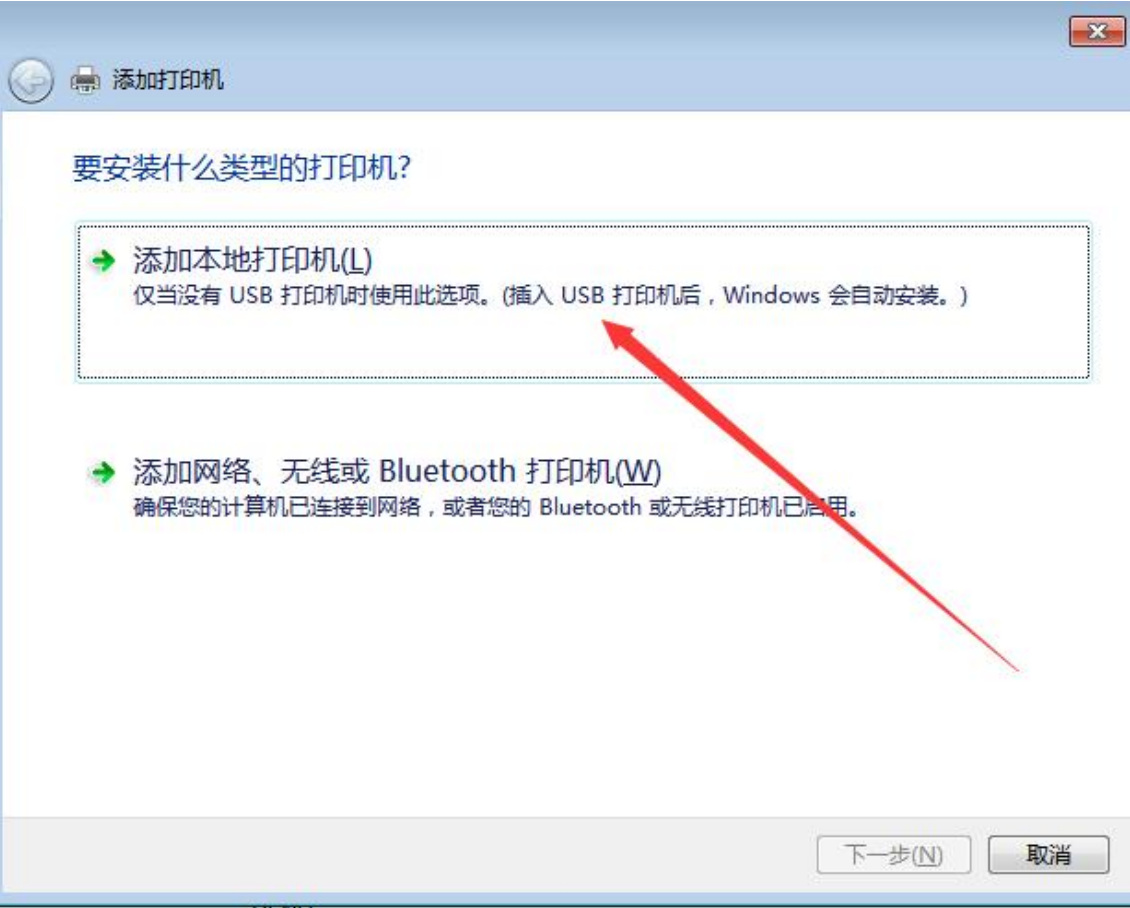 添加打印机
要安装什么类型的打印机?
添加本地打印机(L)
仅当没有 USB 打印机时使用此选项。(插入 USB 打印机后，Windows 会自动安装。)
添加网络、无线或 Bluetooth 打印机(W)
确保您的计算机已连接到网络，或者您的 Bluetooth 或无线打印机已启用。
下一步(N)
取消